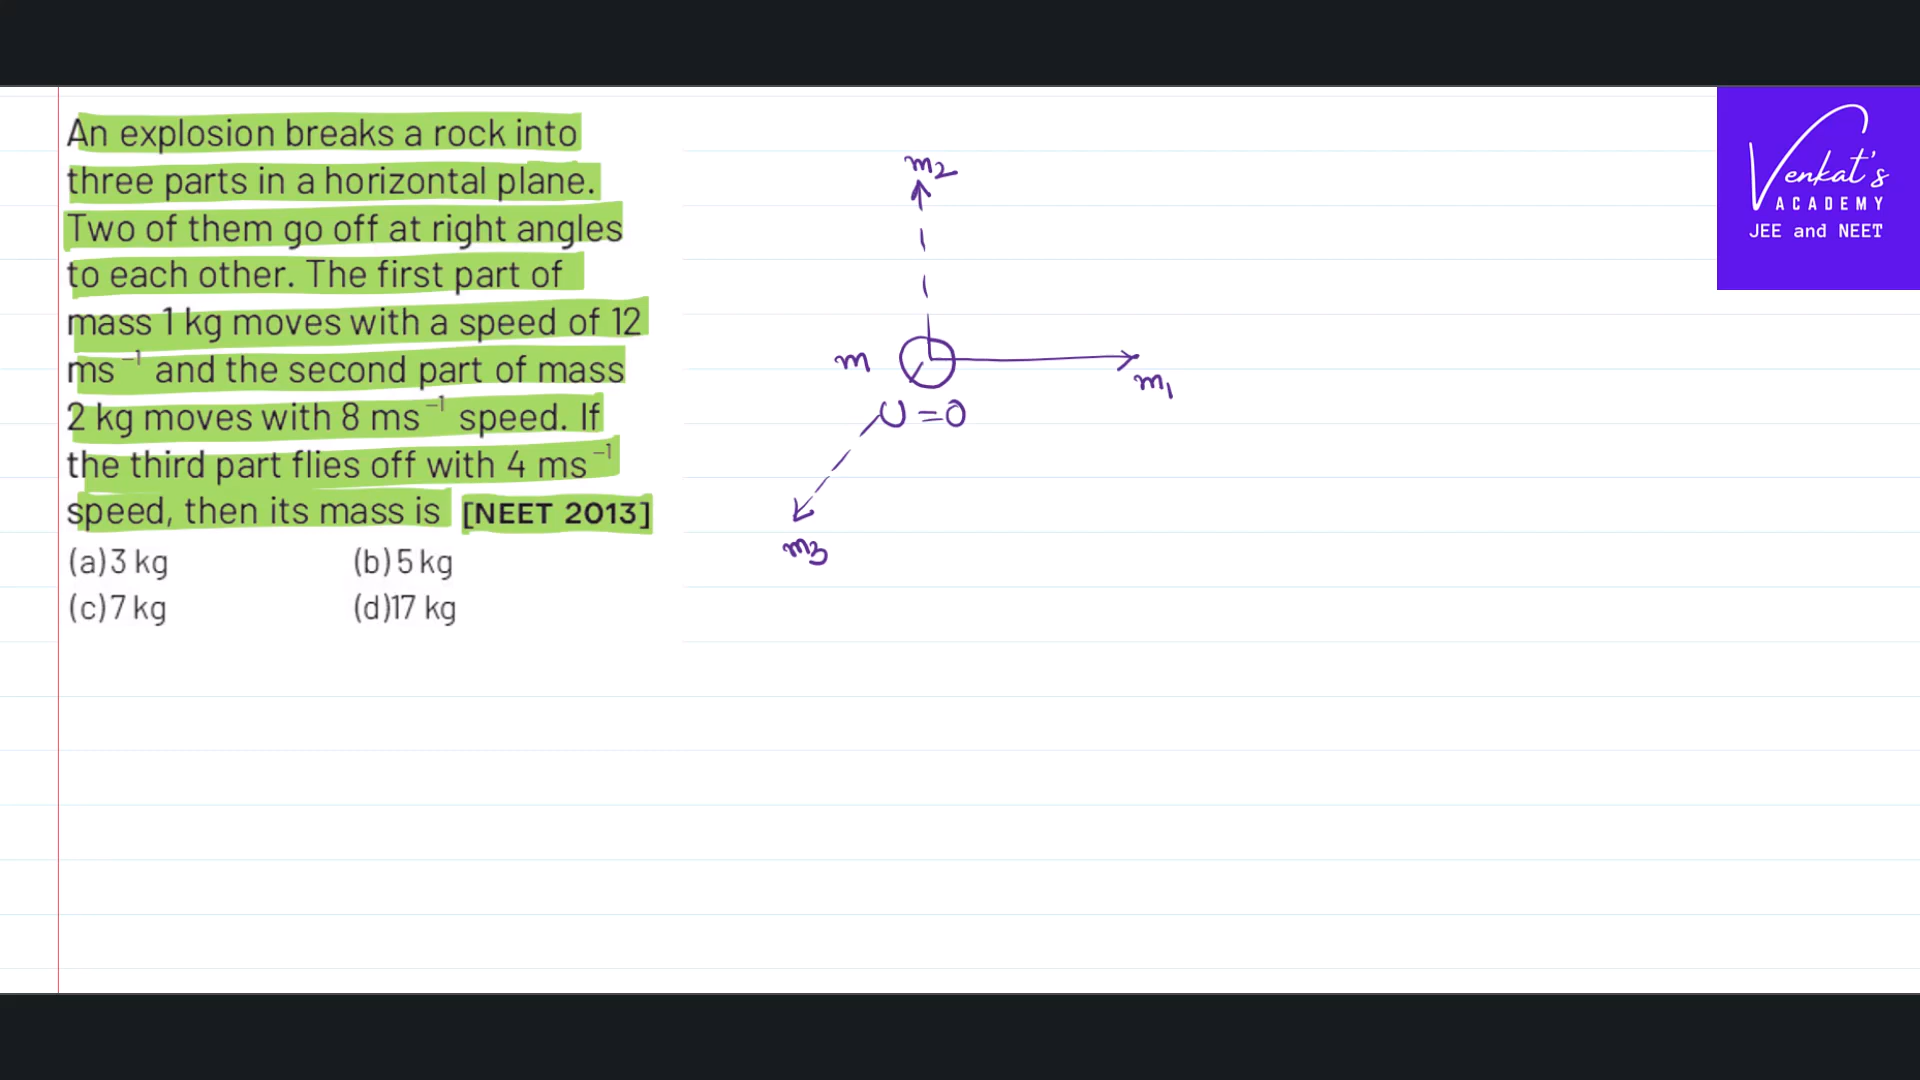 An explosion breaks a rock into
three parts in a horizontal plane.
Two of them go off at right angles
to each other. The first part of
mass 1 kg moves with a speed of 12
ms⁻¹ and the second part of mass
2 kg moves with 8 ms⁻¹ speed. If
the third part flies off with 4 ms⁻¹
speed, then its mass is [NEET 2013]
(a)3 kg (b)5 kg
(c)7 kg (d)17 kg
m2
m
m1
U=0
m3
Venkat's
ACADEMY
JEE and NEET